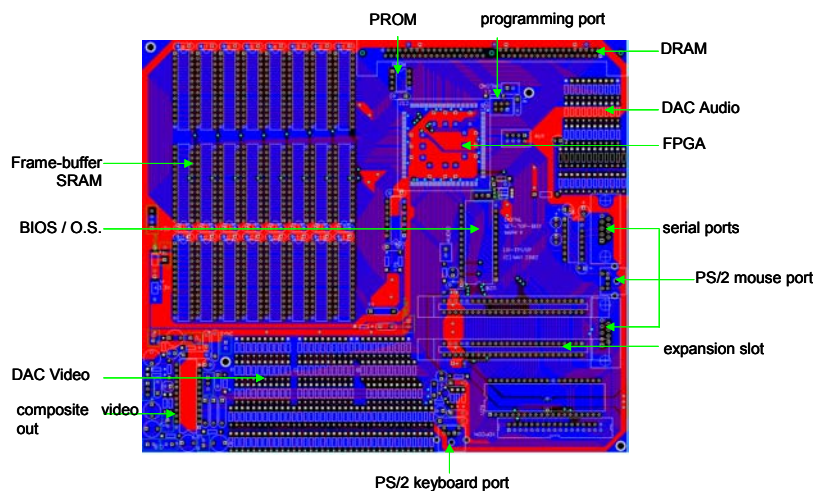 PROM
programming port
DRAM
DAC Audio
FPGA
Frame-buffer
SRAM
BIOS / O.S.
serial ports
PS/2 mouse port
expansion slot
DAC Video
composite video
out
PS/2 keyboard port